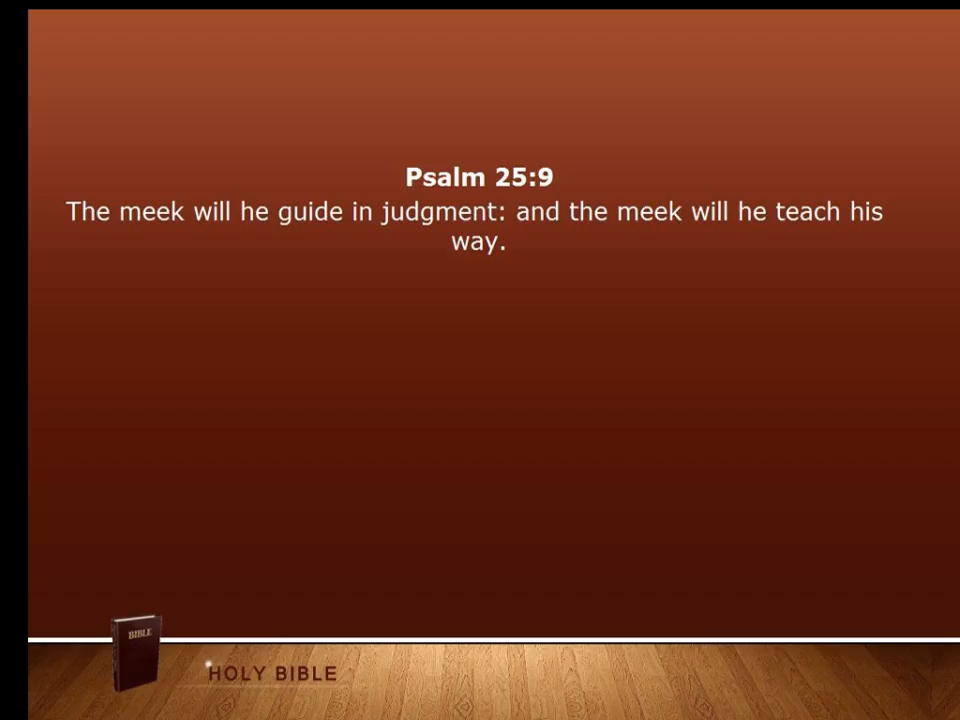 Psalm 25:9
The meek will he guide in judgment: and the meek will he teach his
way.
BIBLE
HOLY BIBLE